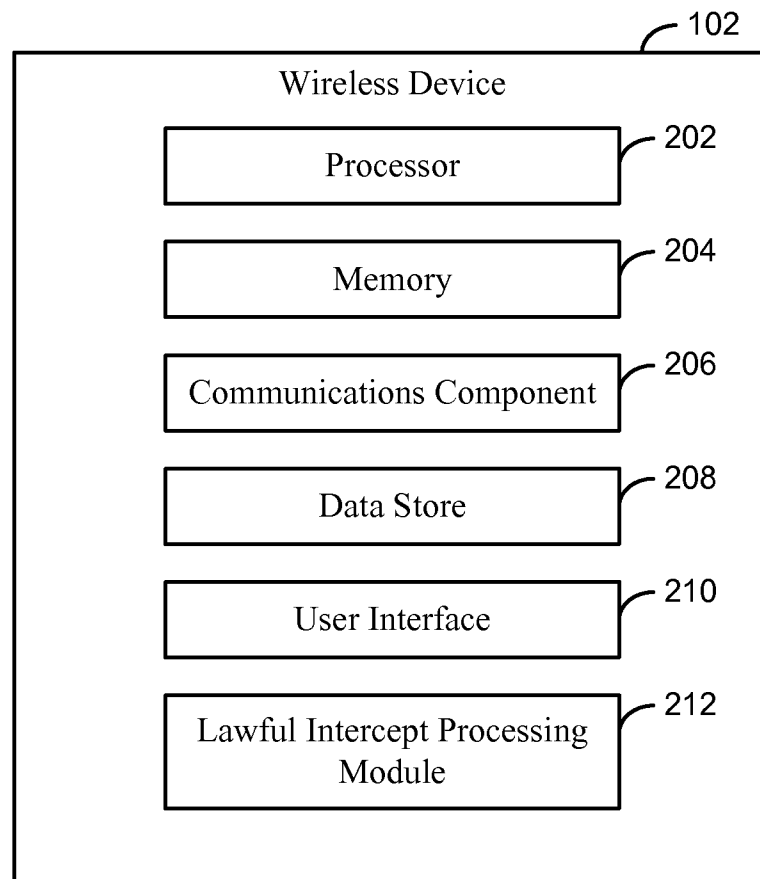 102
Wireless Device
Processor
202
Memory
204
Communications Component
206
Data Store
208
User Interface
210
Lawful Intercept Processing
Module
212